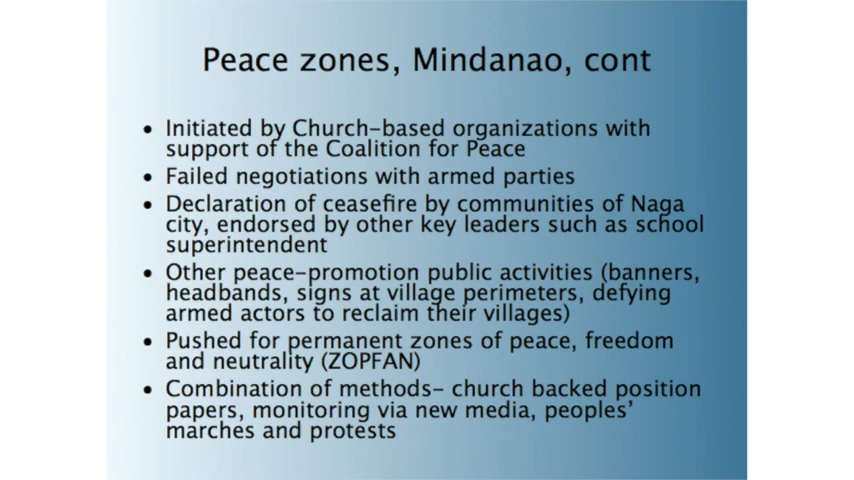 Peace zones, Mindanao, cont
• Initiated by Church-based organizations with
support of the Coalition for Peace
• Failed negotiations with armed parties
• Declaration of ceasefire by communities of Naga
city, endorsed by other key leaders such as school
superintendent
• Other peace-promotion public activities (banners,
headbands, signs at village perimeters, defying
armed actors to reclaim their villages)
• Pushed for permanent zones of peace, freedom
and neutrality (ZOPFAN)
• Combination of methods- church backed position
papers, monitoring via new media, peoples’
marches and protests